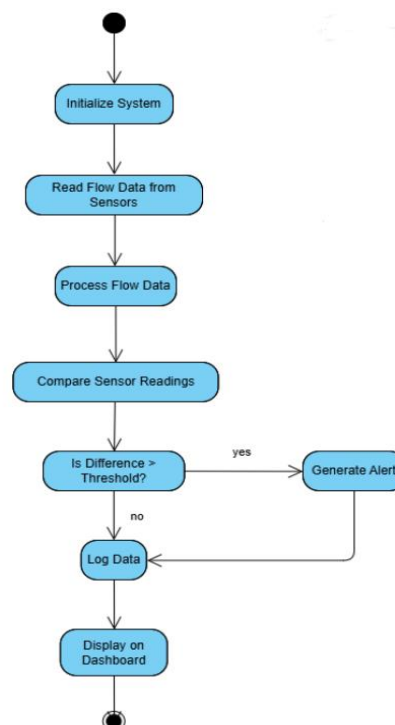 Initialize System
Read Flow Data from
Sensors
Process Flow Data
Compare Sensor Readings
Is Difference >
Threshold?
yes
Generate Alert
no
Log Data
Display on
Dashboard